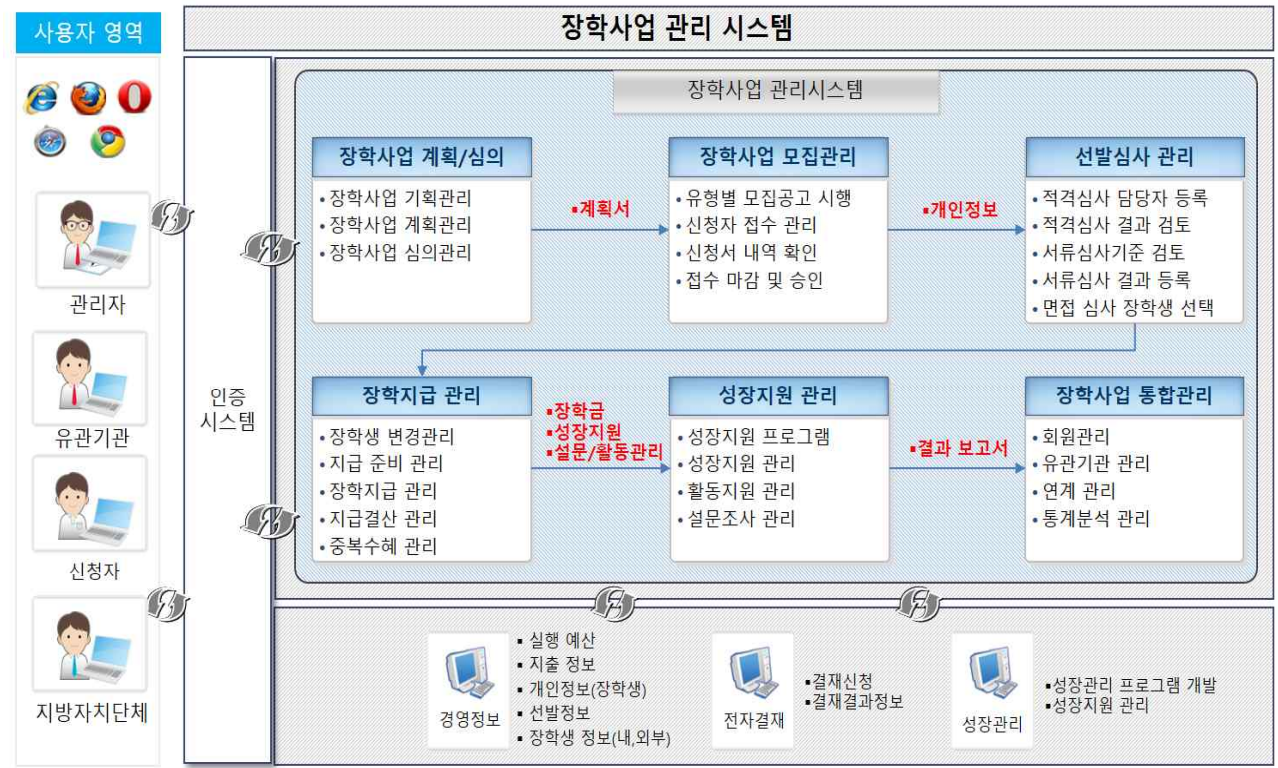 사용자 영역
장학사업 관리 시스템
장학사업 관리시스템
관리자
유관기관
신청자
지방자치단체
인증
시스템
장학사업 계획/심의
• 장학사업 기획관리
• 장학사업 계획관리
• 장학사업 심의관리
▪계획서
장학사업 모집관리
• 유형별 모집공고 시행
• 신청자 접수 관리
• 신청서 내역 확인
• 접수 마감 및 승인
▪개인정보
선발심사 관리
• 적격심사 담당자 등록
• 적격심사 결과 검토
• 서류심사기준 검토
• 서류심사 결과 등록
• 면접 심사 장학생 선택
장학지급 관리
• 장학생 변경관리
• 지급 준비 관리
• 장학지급 관리
• 지급결산 관리
• 중복수혜 관리
▪장학금
▪성장지원
▪설문/활동관리
성장지원 관리
• 성장지원 프로그램
• 성장지원 관리
• 활동지원 관리
• 설문조사 관리
▪결과 보고서
장학사업 통합관리
• 회원관리
• 유관기관 관리
• 연계 관리
• 통계분석 관리
경영정보
▪ 실행 예산
▪ 지출 정보
▪ 개인정보(장학생)
▪ 선발정보
▪ 장학생 정보(내,외부)
전자결재
▪결재신청
▪결재결과정보
성장관리
▪성장관리 프로그램 개발
▪성장지원 관리